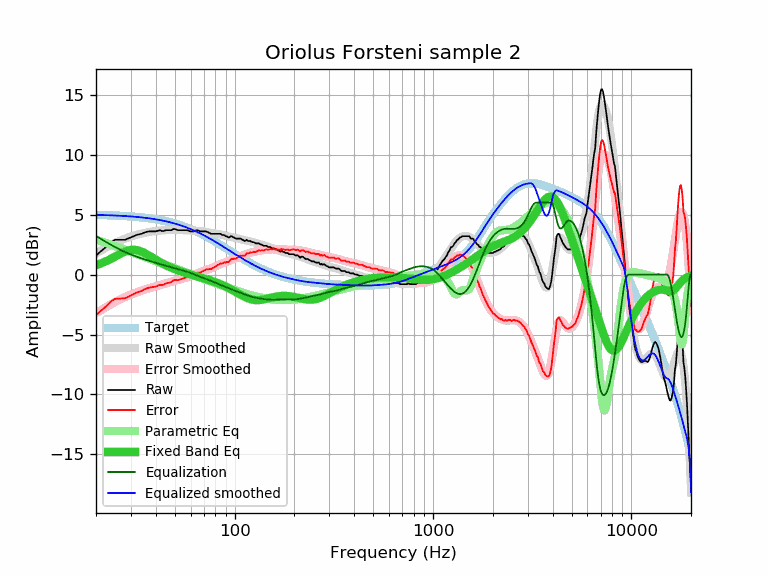 Oriolus Forsteni sample 2
Amplitude (dBr)
15
10
5
0
−5
−10
−15
Target
Raw Smoothed
Error Smoothed
Raw
Error
Parametric Eq
Fixed Band Eq
Equalization
Equalized smoothed
100
1000
10000
Frequency (Hz)